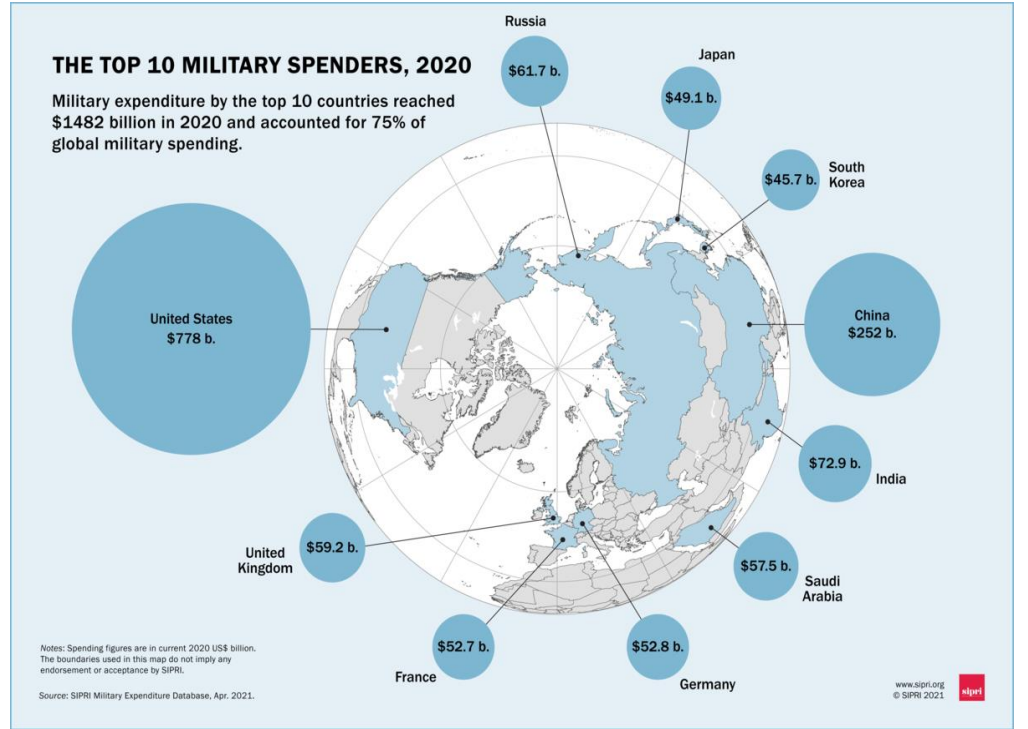 THE TOP 10 MILITARY SPENDERS, 2020
Military expenditure by the top 10 countries reached
$1482 billion in 2020 and accounted for 75% of
global military spending.
Russia
$61.7 b.
Japan
$49.1 b.
South
Korea
$45.7 b.
United States
$778 b.
China
$252 b.
$72.9 b.
India
$59.2 b.
United
Kingdom
$57.5 b.
Saudi
Arabia
$52.7 b.
France
$52.8 b.
Germany
Notes: Spending figures are in current 2020 US$ billion.
The boundaries used in this map do not imply any
endorsement or acceptance by SIPRI.
Source: SIPRI Military Expenditure Database, Apr. 2021.
www.sipri.org
© SIPRI 2021
sipri